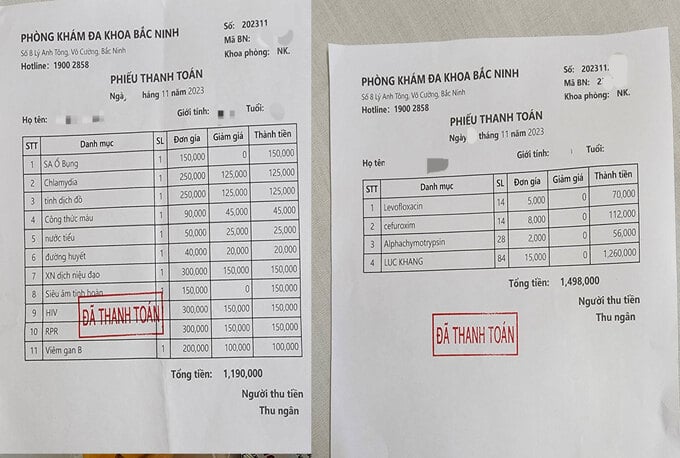 PHÒNG KHÁM ĐA KHOA BẮC NINH
Số 8 Lý Anh Tông, Võ Cường, Bắc Ninh
Hotline: 1900 2858
Số: 202311
Mã BN:
Khoa phòng: NK.
PHIẾU THANH TOÁN
Ngà, tháng 11 năm 2023
Họ tên: Giới tính: Tuổi:
STT Danh mục SL Đơn gía Giảm giá Thành tiền
1 SA Ổ Bụng 1 150,000 0 150,000
2 Chlamydia 1 250,000 125,000 125,000
3 tinh dịch đồ 1 250,000 125,000 125,000
4 Công thức máu 1 90,000 45,000 45,000
5 nước tiểu 1 50,000 25,000 25,000
6 đường huyết 1 40,000 20,000 20,000
7 XN dịch niệu đạo 1 300,000 150,000 150,000
8 Siêu âm tinh hoàn 1 150,000 0 150,000
9 HIV 300,000 150,000 150,000
10 RPR 300,000 150,000 150,000
11 Viêm gan B 1 200,000 100,000 100,000
ĐÃ THANH TOÁN
Tổng tiền: 1,190,000
Người thu tiền
Thu ngân
PHÒNG KHÁM ĐA KHOA BẮC NINH
Số 8 Lý Anh Tông, Võ Cường, Bắc Ninh
Hotline: 1900 2858
Số: 202311
Mã BN: 2
Khoa phòng: NK.
PHIẾU THANH TOÁN
Ngày tháng 11 năm 2023
Họ tên Giới tính: Tuổi:
STT Danh mục SL Đơn gía Giảm giá Thành tiền
1 Levofloxacin 14 5,000 0 70,000
2 cefuroxim 14 8,000 0 112,000
3 Alphachymotrypsin 28 2,000 0 56,000
4 LUC KHANG 84 15,000 0 1,260,000
Tổng tiền: 1,498,000
Người thu tiền
Thu ngân
ĐÃ THANH TOÁN